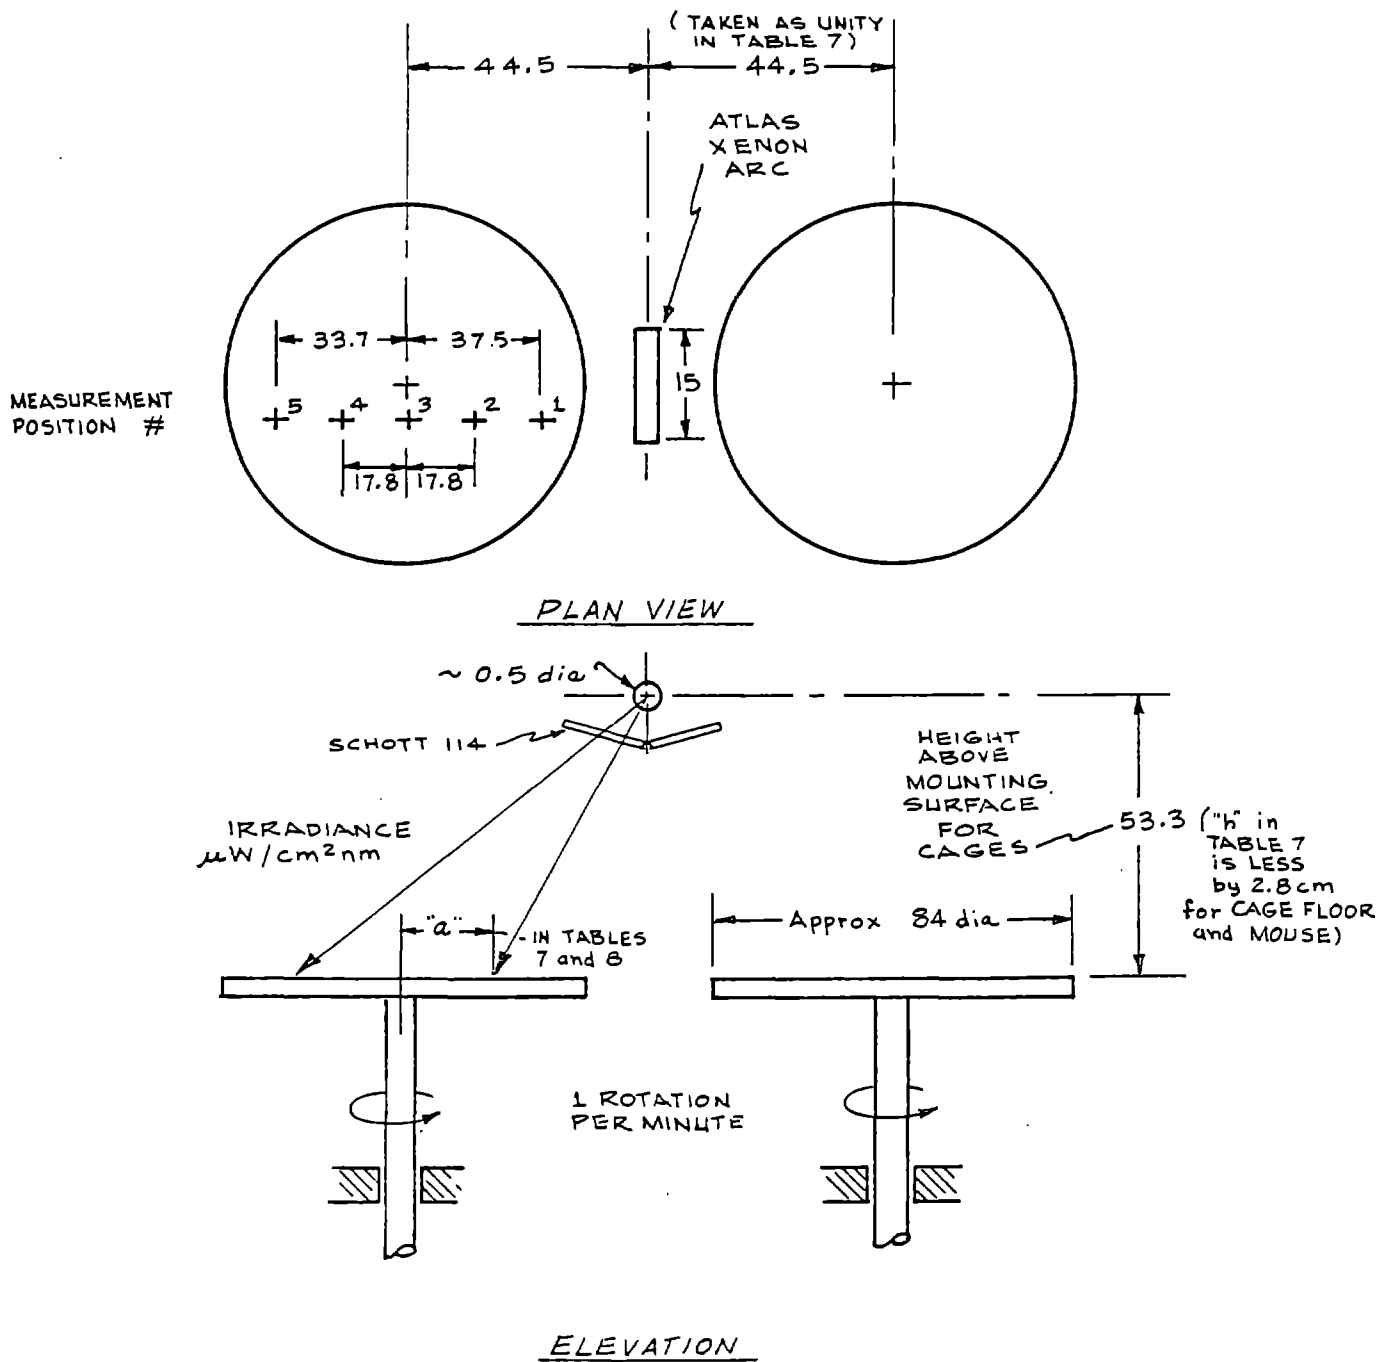 ( TAKEN AS UNITY
IN TABLE 7)
44.5
44.5
ATLAS
XENON
ARC
33.7
37.5
15
MEASUREMENT
POSITION #
5
4
3
2
1
17.8
17.8
PLAN VIEW
~ 0.5 dia
SCHOTT 114
HEIGHT
ABOVE
MOUNTING
SURFACE
FOR
CAGES
53.3 ("h" in
TABLE 7
is LESS
by 2.8cm
for CAGE FLOOR
and MOUSE)
IRRADIANCE
μW/cm²nm
"a"
- IN TABLES
7 and 8
Approx 84 dia
1 ROTATION
PER MINUTE
ELEVATION